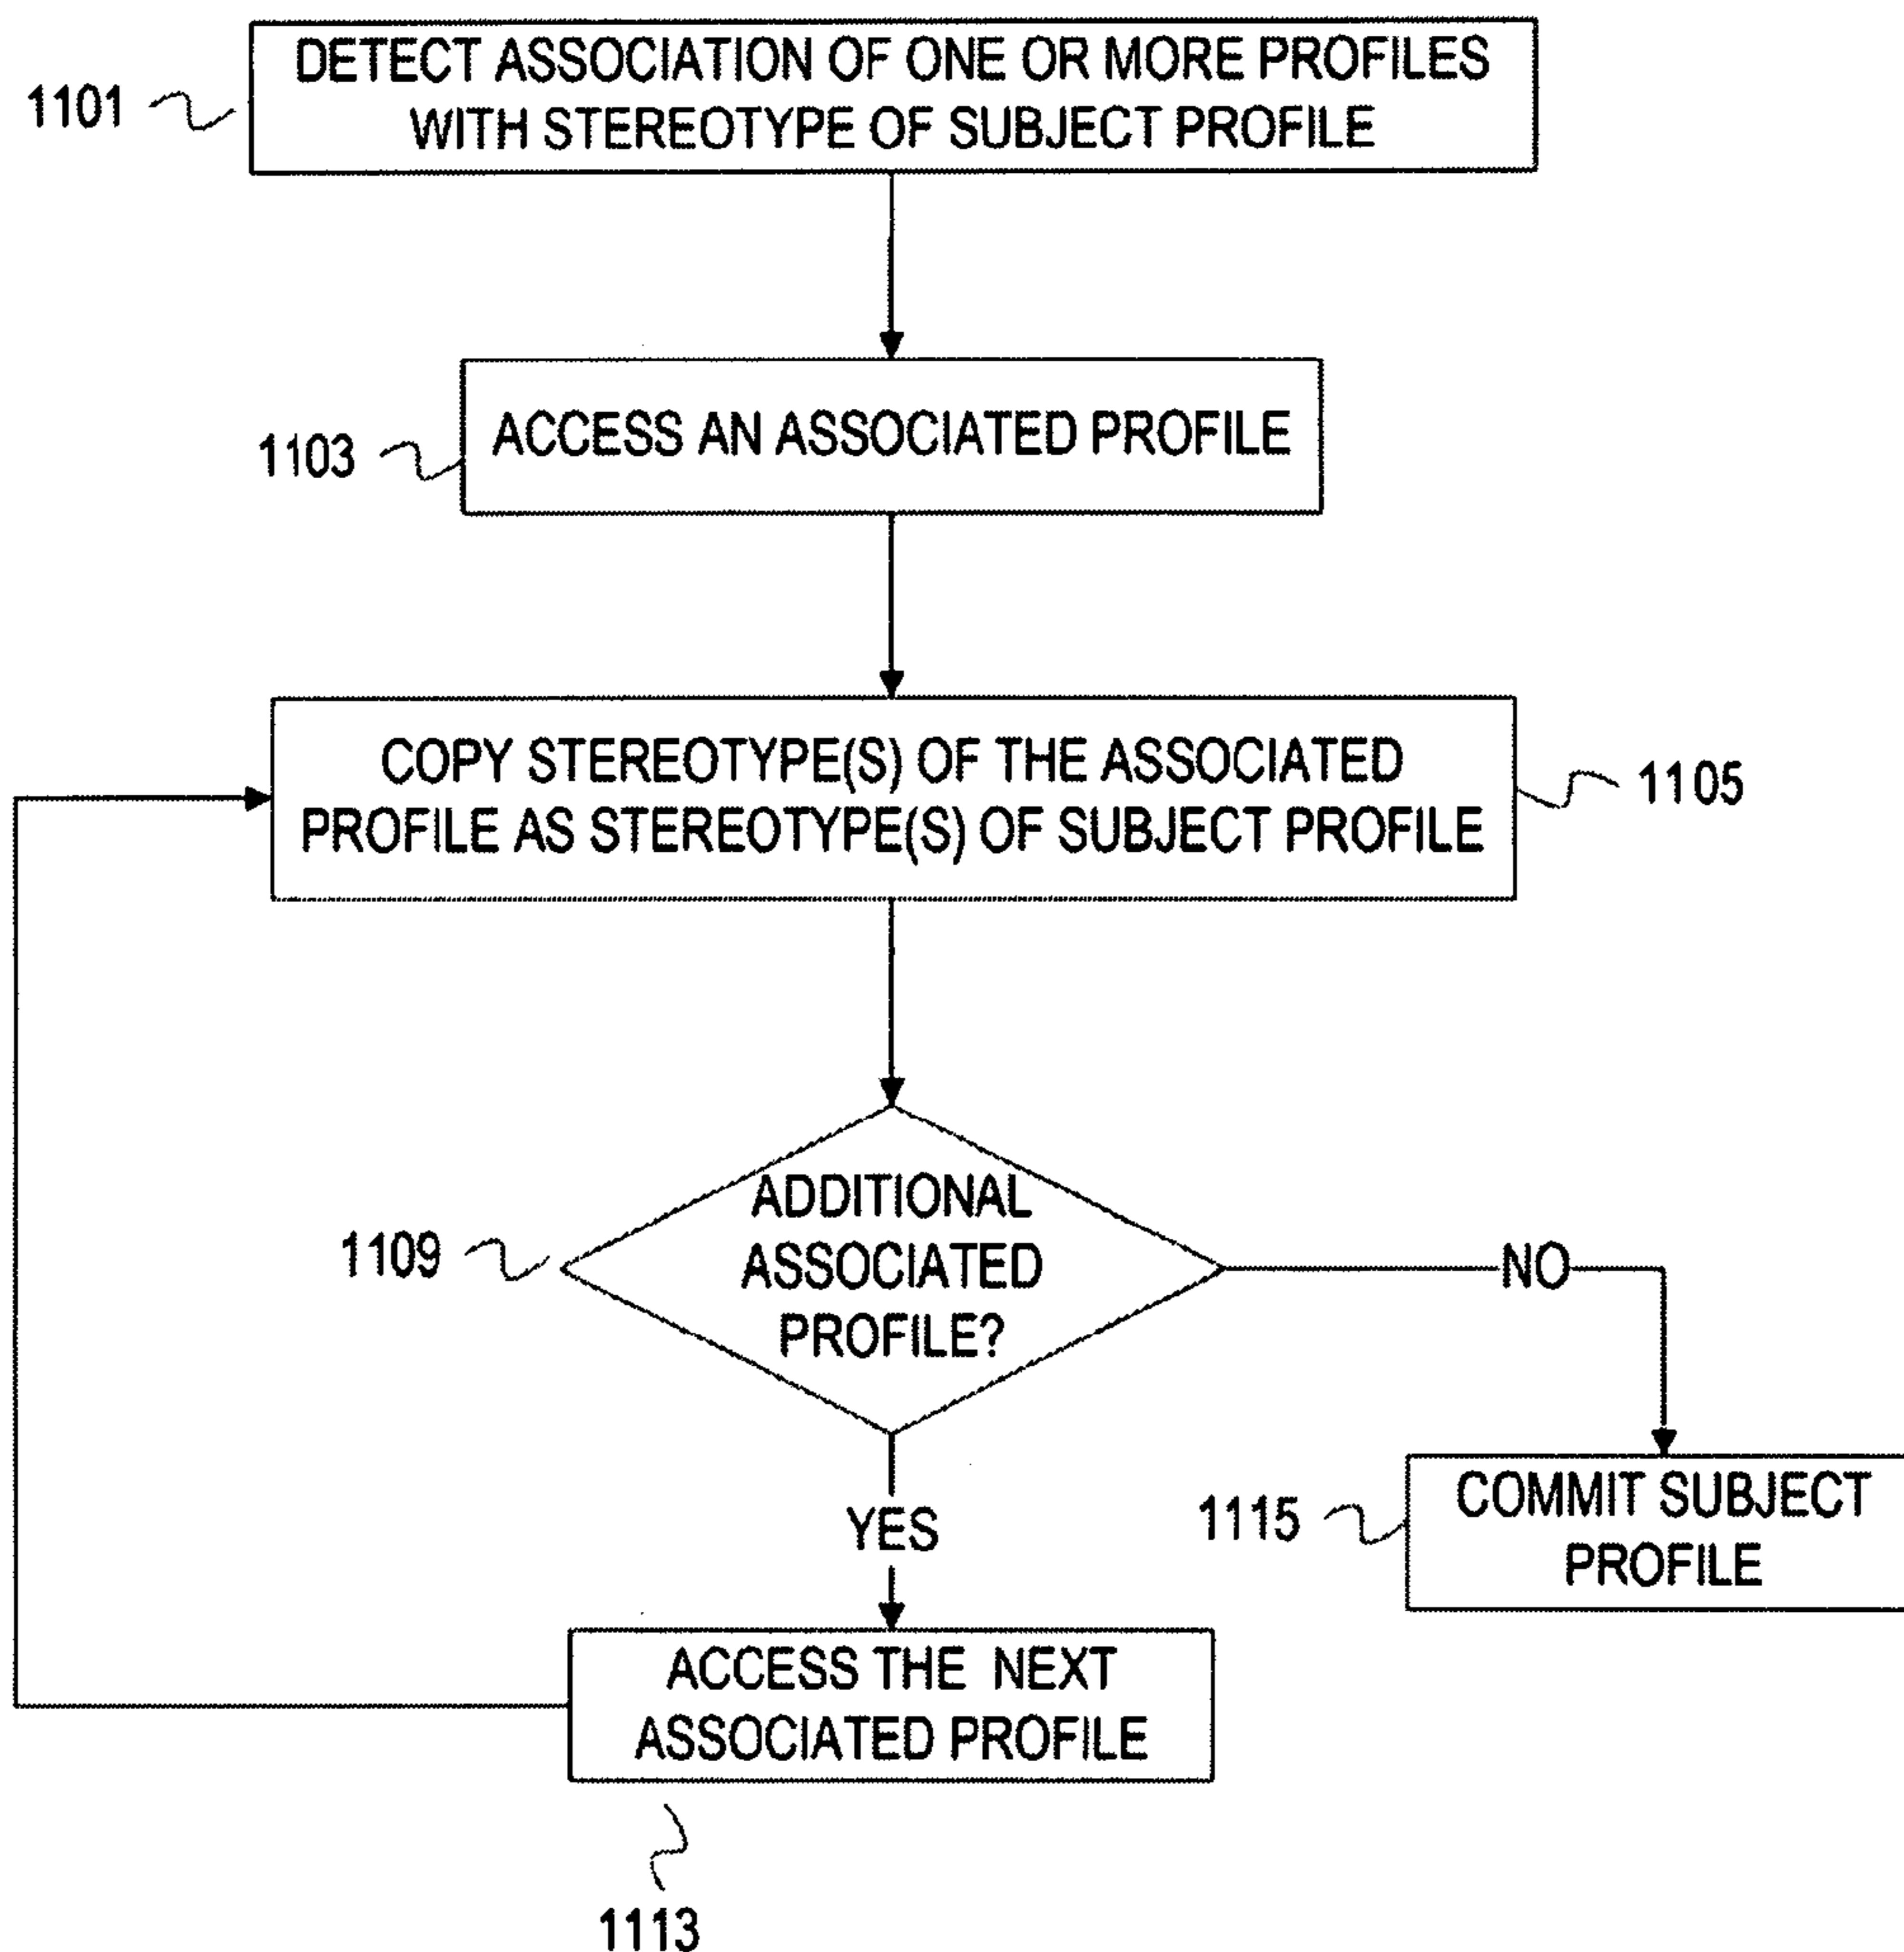 DETECT ASSOCIATION OF ONE OR MORE PROFILES
WITH STEREOTYPE OF SUBJECT PROFILE
1101
ACCESS AN ASSOCIATED PROFILE
1103
COPY STEREOTYPE(S) OF THE ASSOCIATED
PROFILE AS STEREOTYPE(S) OF SUBJECT PROFILE
1105
ADDITIONAL
ASSOCIATED
PROFILE?
1109
NO
YES
COMMIT SUBJECT
PROFILE
1115
ACCESS THE NEXT
ASSOCIATED PROFILE
1113